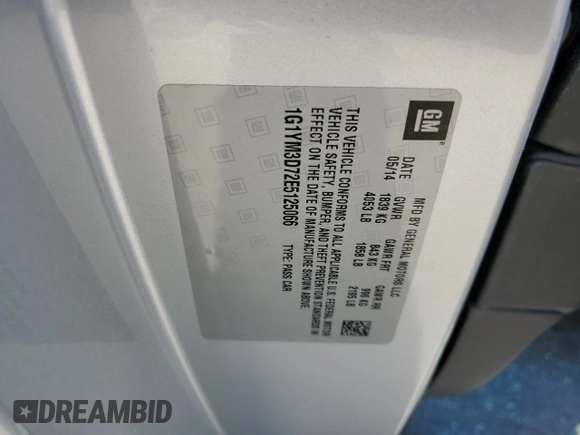 GM
MFD BY GENERAL MOTORS LLC
DATE GVWR GAWR FRT GAWR RR
05/14 1839 KG 843 KG 996 KG
4053 LB 1858 LB 2195 LB
THIS VEHICLE CONFORMS TO ALL APPLICABLE U.S. FEDERAL MOTOR
VEHICLE SAFETY, BUMPER, AND THEFT PREVENTION STANDARDS IN
EFFECT ON THE DATE OF MANUFACTURE SHOWN ABOVE.
1G1YM3D72E5125066 TYPE: PASS CAR
DREAMBID